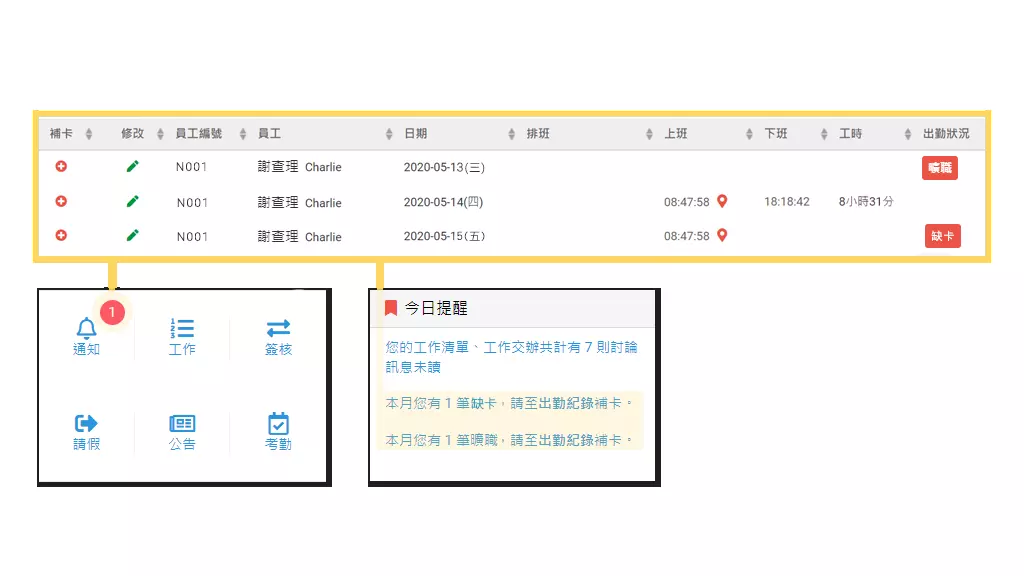 補卡 修改 員工編號 員工 日期 排班 上班 下班 工時 出勤狀況
N001 謝查理 Charlie 2020-05-13(三) 曠職
N001 謝查理 Charlie 2020-05-14(四) 08:47:58 18:18:42 8小時31分
N001 謝查理 Charlie 2020-05-15(五) 08:47:58 缺卡
1
通知 工作 簽核
請假 公告 考勤
今日提醒
您的工作清單、工作交辦共計有 7 則討論
訊息未讀
本月您有 1 筆缺卡，請至出勤紀錄補卡。
本月您有 1 筆曠職，請至出勤紀錄補卡。